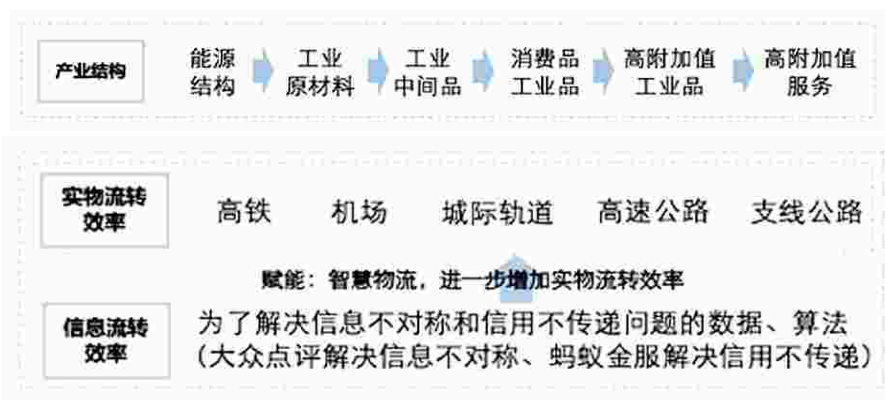 产业结构
能源
结构
工业
原材料
工业
中间品
消费品
工业品
高附加值
工业品
高附加值
服务
实物流转
效率
高铁
机场
城际轨道
高速公路
支线公路
赋能：智慧物流，进一步增加实物流转效率
信息流转
效率
为了解决信息不对称和信用不传递问题的数据、算法
（大众点评解决信息不对称、蚂蚁金服解决信用不传递）